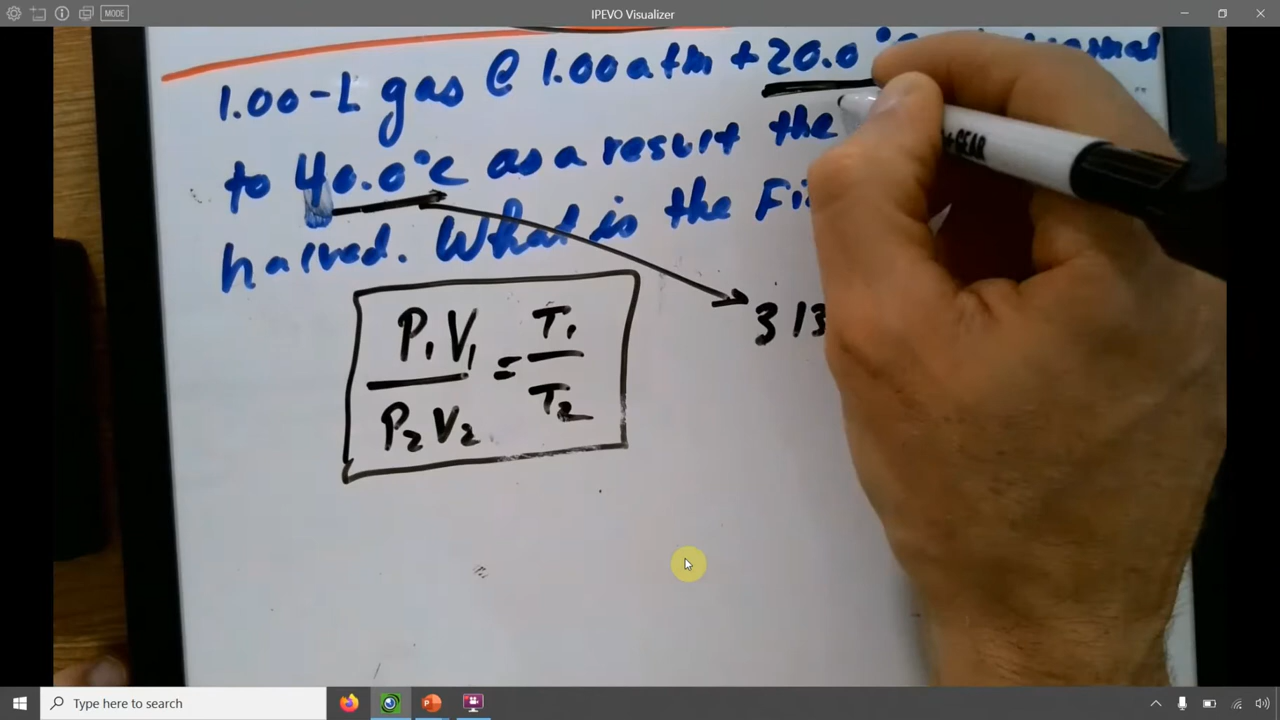 MODE
IPEVO Visualizer
1.00-L gas @ 1.00 atm + 20.0°
to 40.0°C as a result the
halved. What is the
P₁V₁ / P₂V₂ = T₁ / T₂
313
GEAR
Type here to search